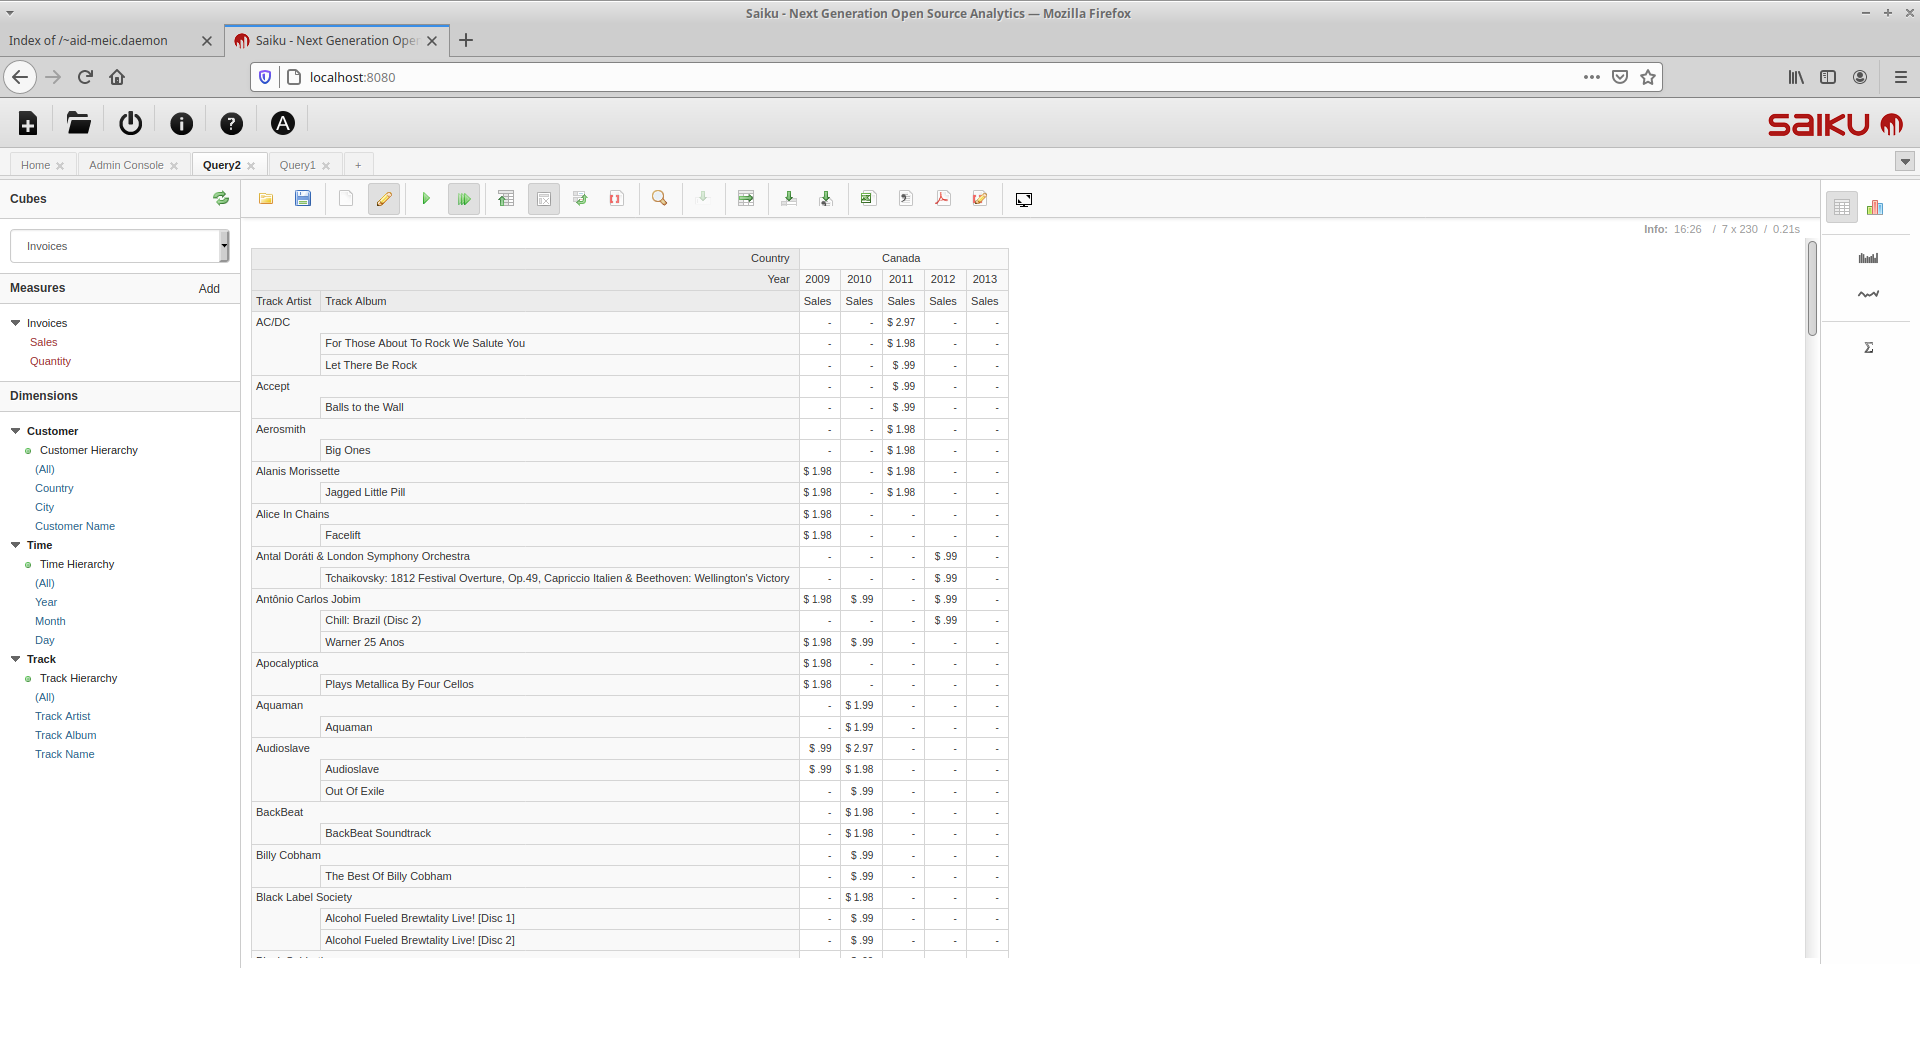 Saiku - Next Generation Open Source Analytics — Mozilla Firefox
Index of /~aid-meic.daemon
Saiku - Next Generation Ope
localhost:8080
saiku
Home
Admin Console
Query2
Query1
+
Cubes
Invoices
Measures Add
Invoices
Sales
Quantity
Dimensions
Customer
Customer Hierarchy
(All)
Country
City
Customer Name
Time
Time Hierarchy
(All)
Year
Month
Day
Track
Track Hierarchy
(All)
Track Artist
Track Album
Track Name
Info: 16:26 / 7 x 230 / 0.21s
Country Canada
Year 2009 2010 2011 2012 2013
Track Artist Track Album Sales Sales Sales Sales Sales
AC/DC - - $ 2.97 - -
For Those About To Rock We Salute You - - $ 1.98 - -
Let There Be Rock - - $ .99 - -
Accept - - $ .99 - -
Balls to the Wall - - $ .99 - -
Aerosmith - - $ 1.98 - -
Big Ones - - $ 1.98 - -
Alanis Morissette $ 1.98 - $ 1.98 - -
Jagged Little Pill $ 1.98 - $ 1.98 - -
Alice In Chains $ 1.98 - - - -
Facelift $ 1.98 - - - -
Antal Doráti & London Symphony Orchestra - - - $ .99 -
Tchaikovsky: 1812 Festival Overture, Op.49, Capriccio Italien & Beethoven: Wellington's Victory - - - $ .99 -
Antônio Carlos Jobim $ 1.98 $ .99 - $ .99 -
Chill: Brazil (Disc 2) - - - $ .99 -
Warner 25 Anos $ 1.98 $ .99 - - -
Apocalyptica $ 1.98 - - - -
Plays Metallica By Four Cellos $ 1.98 - - - -
Aquaman - $ 1.99 - - -
Aquaman - $ 1.99 - - -
Audioslave $ .99 $ 2.97 - - -
Audioslave $ .99 $ 1.98 - - -
Out Of Exile - $ .99 - - -
BackBeat - $ 1.98 - - -
BackBeat Soundtrack - $ 1.98 - - -
Billy Cobham - $ .99 - - -
The Best Of Billy Cobham - $ .99 - - -
Black Label Society - $ 1.98 - - -
Alcohol Fueled Brewtality Live! [Disc 1] - $ .99 - - -
Alcohol Fueled Brewtality Live! [Disc 2] - $ .99 - - -